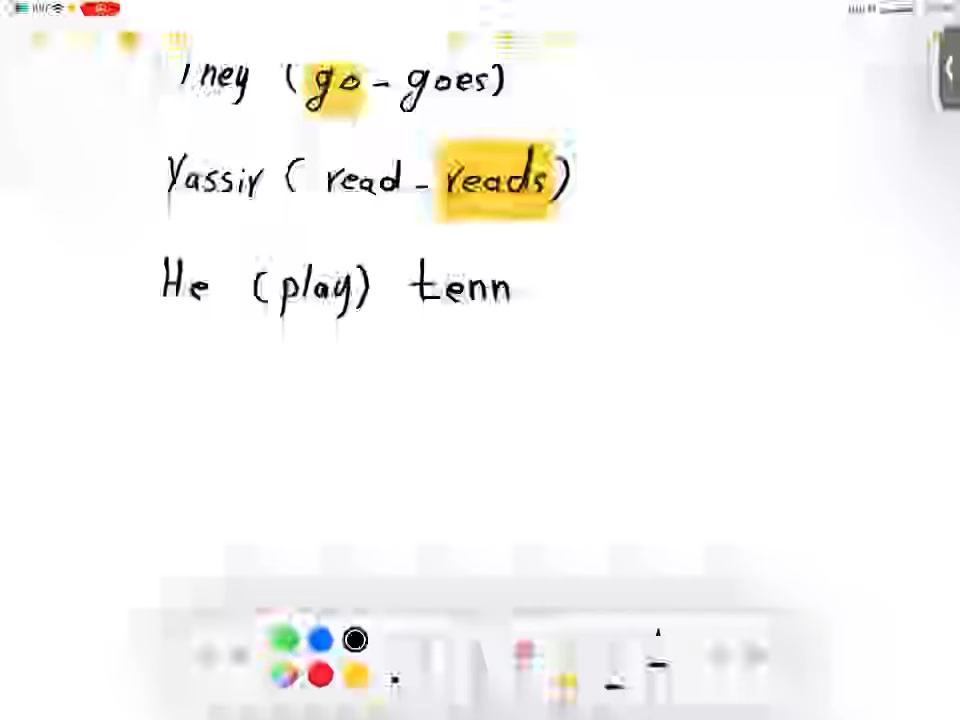 They (go - goes)
Yassir ( read - reads)
He (play) tenn